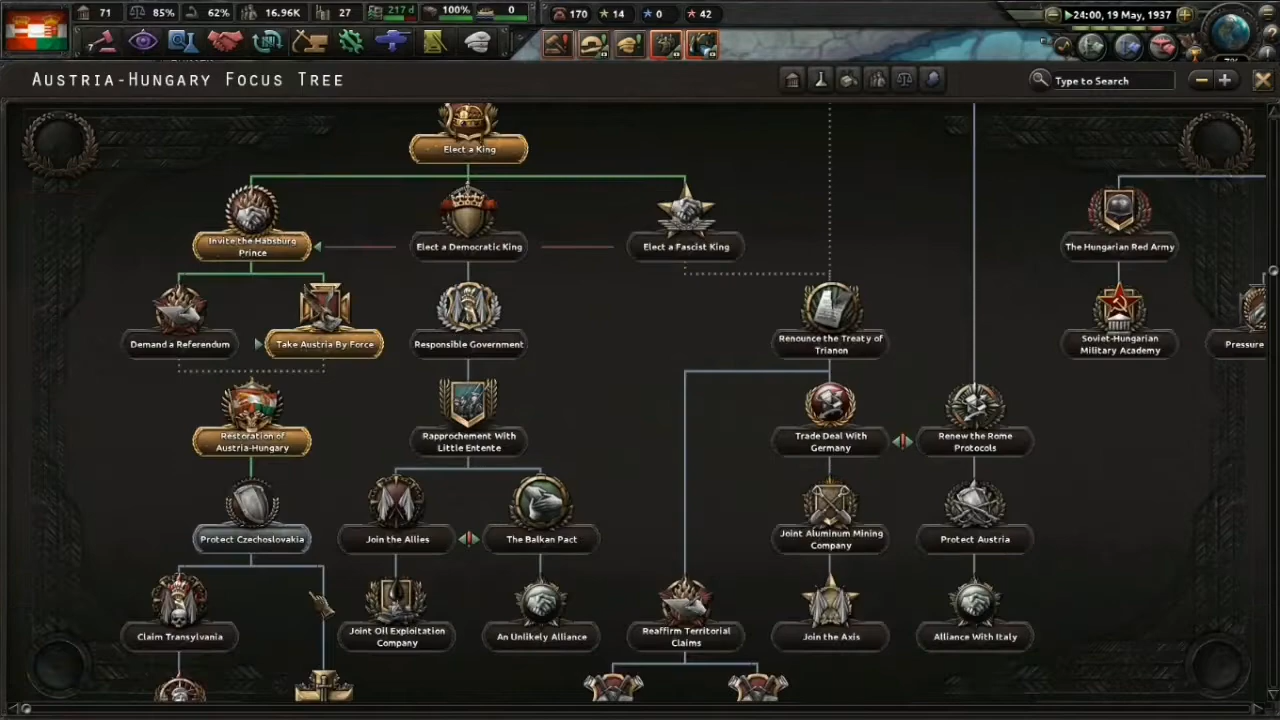 71
85%
62%
16.96K
27
217 d
100%
0
170
14
0
42
24:00, 19 May, 1937
Austria-Hungary Focus Tree
Type to Search
Elect a King
Invite the Habsburg
Prince
Elect a Democratic King
Elect a Fascist King
The Hungarian Red Army
Demand a Referendum
Take Austria By Force
Responsible Government
Renounce the Treaty of
Trianon
Soviet-Hungarian
Military Academy
Pressure
Restoration of
Austria-Hungary
Rapprochement With
Little Entente
Trade Deal With
Germany
Renew the Rome
Protocols
Protect Czechoslovakia
Join the Allies
The Balkan Pact
Joint Aluminum Mining
Company
Protect Austria
Claim Transylvania
Joint Oil Exploitation
Company
An Unlikely Alliance
Reaffirm Territorial
Claims
Join the Axis
Alliance With Italy